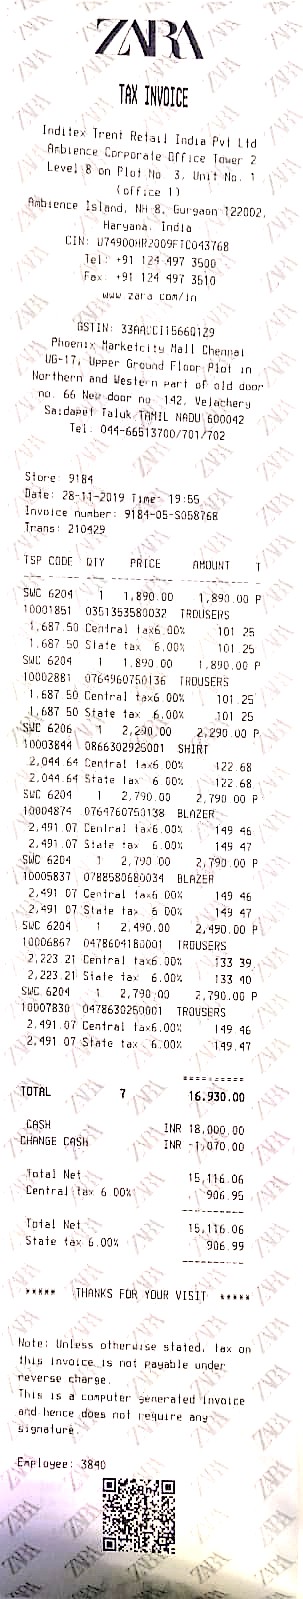 ZARA
TAX INVOICE
Inditex Trent Retail India Pvt Ltd
Ambience Corporate Office Tower 2
Level 8 on Plot No. 3, Unit No. 1
(office 1)
Ambience Island, NH 8, Gurgaon 122002,
Haryana, India
CIN: U74900HR2009FTC043768
Tel: +91 124 497 3500
Fax: +91 124 497 3510
www.zara.com/in
GSTIN: 33AACCI1566Q1Z9
Phoenix Marketcity Mall Chennai
UG-17, Upper Ground Floor Plot in
Northern and Western part of old door
no. 66 New door no. 142, Velachery
Saidapet Taluk TAMIL NADU 600042
Tel. 044-66513700/701/702
Store: 9184
Date: 28-11-2019 Time: 19:55
Invoice number: 9184-05-S058768
Trans: 210429
TSP CODE QTY PRICE AMOUNT T
SWC 6204 1 1,890.00 1,890.00 P
10001851 0351353580032 TROUSERS
1,687.50 Central tax6.00% 101.25
1,687.50 State tax 6.00% 101.25
SWC 6204 1 1,890.00 1,890.00 P
10002881 0764960750136 TROUSERS
1,687.50 Central tax6.00% 101.25
1,687.50 State tax 6.00% 101.25
SWC 6206 1 2,290.00 2,290.00 P
10003844 0866302925001 SHIRT
2,044.64 Central tax6.00% 122.68
2,044.64 State tax 6.00% 122.68
SWC 6204 1 2,790.00 2,790.00 P
10004874 0764760750138 BLAZER
2,491.07 Central tax6.00% 149.46
2,491.07 State tax 6.00% 149.47
SWC 6204 1 2,790.00 2,790.00 P
10005837 0788580680034 BLAZER
2,491.07 Central tax6.00% 149.46
2,491.07 State tax 6.00% 149.47
SWC 6204 1 2,490.00 2,490.00 P
10006867 0478604180001 TROUSERS
2,223.21 Central tax6.00% 133.39
2,223.21 State tax 6.00% 133.40
SWC 6204 1 2,790.00 2,790.00 P
10007830 0478630250001 TROUSERS
2,491.07 Central tax6.00% 149.46
2,491.07 State tax 6.00% 149.47
==========
TOTAL 7 16,930.00
CASH INR 18,000.00
CHANGE CASH INR -1,070.00
Total Net 15,116.06
Central tax 6.00% 906.95
----------
Total Net 15,116.06
State tax 6.00% 906.99
----------
***** THANKS FOR YOUR VISIT *****
Note: Unless otherwise stated, tax on
this invoice is not payable under
reverse charge.
This is a computer generated invoice
and hence does not require any
signature.
Employee: 3840